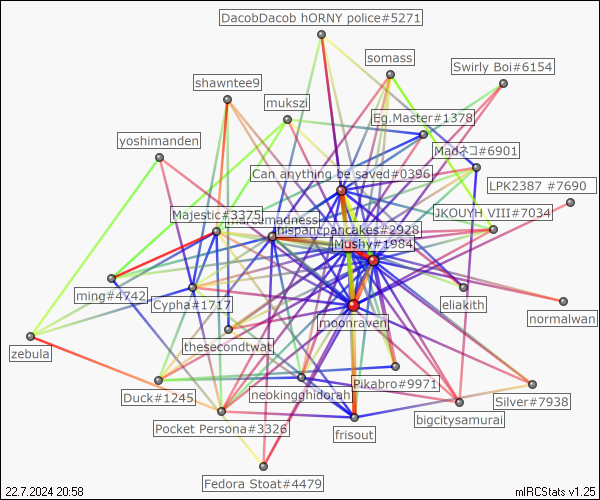 DacobDacob hORNY police#5271
somass
Swirly Boi#6154
shawntee9
mukszi
Eg.Master#1378
yoshimanden
Madネコ#6901
Can anything be saved#0396
LPK2387 #7690
Majestic#3375
JKOUYH VIII#7034
hispancpancakes#2928
Mushy#1984
ming#4742
Cypha#1717
eliakith
normalwan
moonraven
zebula
thesecondtwat
Pikabro#9971
Duck#1245
neokingghidorah
Silver#7938
bigcitysamurai
Pocket Persona#3326
frisout
Fedora Stoat#4479
22.7.2024 20:58
mIRCStats v1.25